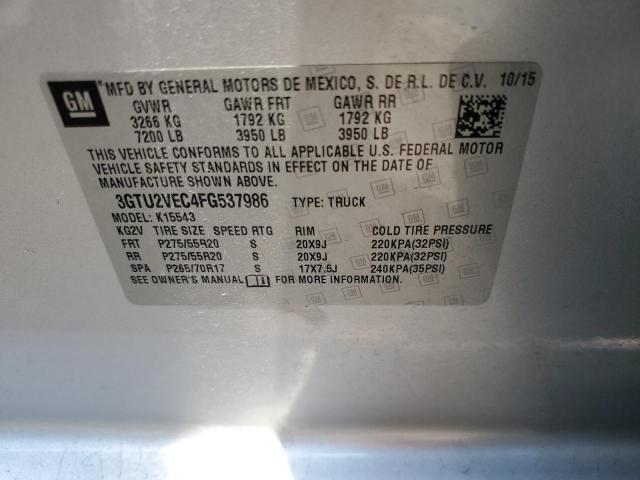 GM ® MFD BY GENERAL MOTORS DE MEXICO, S. DE R.L. DE C.V. 10/15
GVWR GAWR FRT GAWR RR
3266 KG 1792 KG 1792 KG
7200 LB 3950 LB 3950 LB
THIS VEHICLE CONFORMS TO ALL APPLICABLE U.S. FEDERAL MOTOR
VEHICLE SAFETY STANDARDS IN EFFECT ON THE DATE OF
MANUFACTURE SHOWN ABOVE.
3GTU2VEC4FG537986 TYPE: TRUCK
MODEL: K15543
KG2V TIRE SIZE SPEED RTG RIM COLD TIRE PRESSURE
FRT P275/55R20 S 20X9J 220KPA(32PSI)
RR P275/55R20 S 20X9J 220KPA(32PSI)
SPA P265/70R17 S 17X7.5J 240KPA(35PSI)
SEE OWNER'S MANUAL FOR MORE INFORMATION.